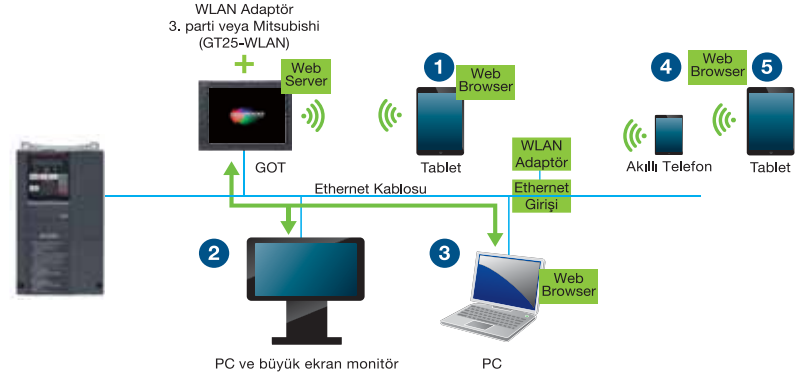 WLAN Adaptör
3. parti veya Mitsubishi
(GT25-WLAN)
Web
Server
GOT
1
Web
Browser
Tablet
4
Web
Browser
5
Akıllı Telefon
Tablet
WLAN
Adaptör
Ethernet
Girişi
Ethernet Kablosu
2
PC ve büyük ekran monitör
3
Web
Browser
PC